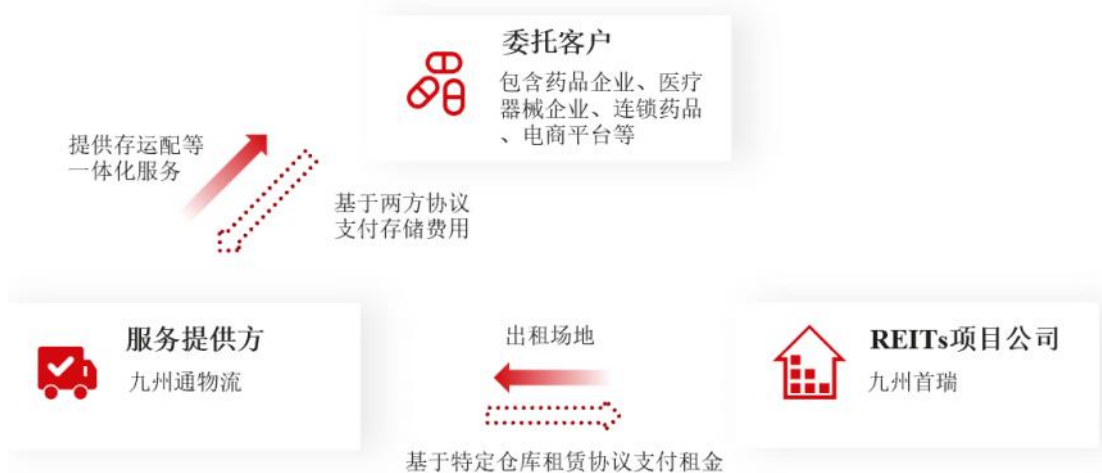 委托客户
包含药品企业、医疗
器械企业、连锁药品
、电商平台等
提供存运配等
一体化服务
基于两方协议
支付存储费用
服务提供方
九州通物流
出租场地
REITs项目公司
九州首瑞
基于特定仓库租赁协议支付租金